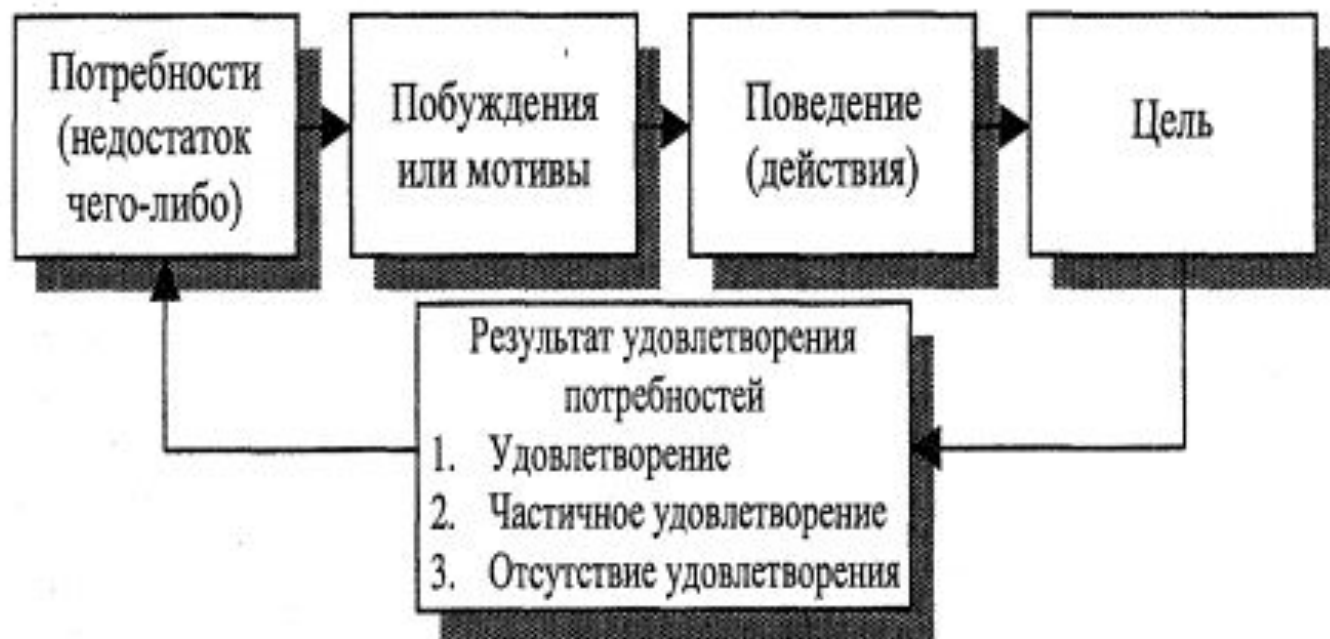 Потребности
(недостаток
чего-либо)
Побуждения
или мотивы
Поведение
(действия)
Цель
Результат удовлетворения
потребностей
1. Удовлетворение
2. Частичное удовлетворение
3. Отсутствие удовлетворения